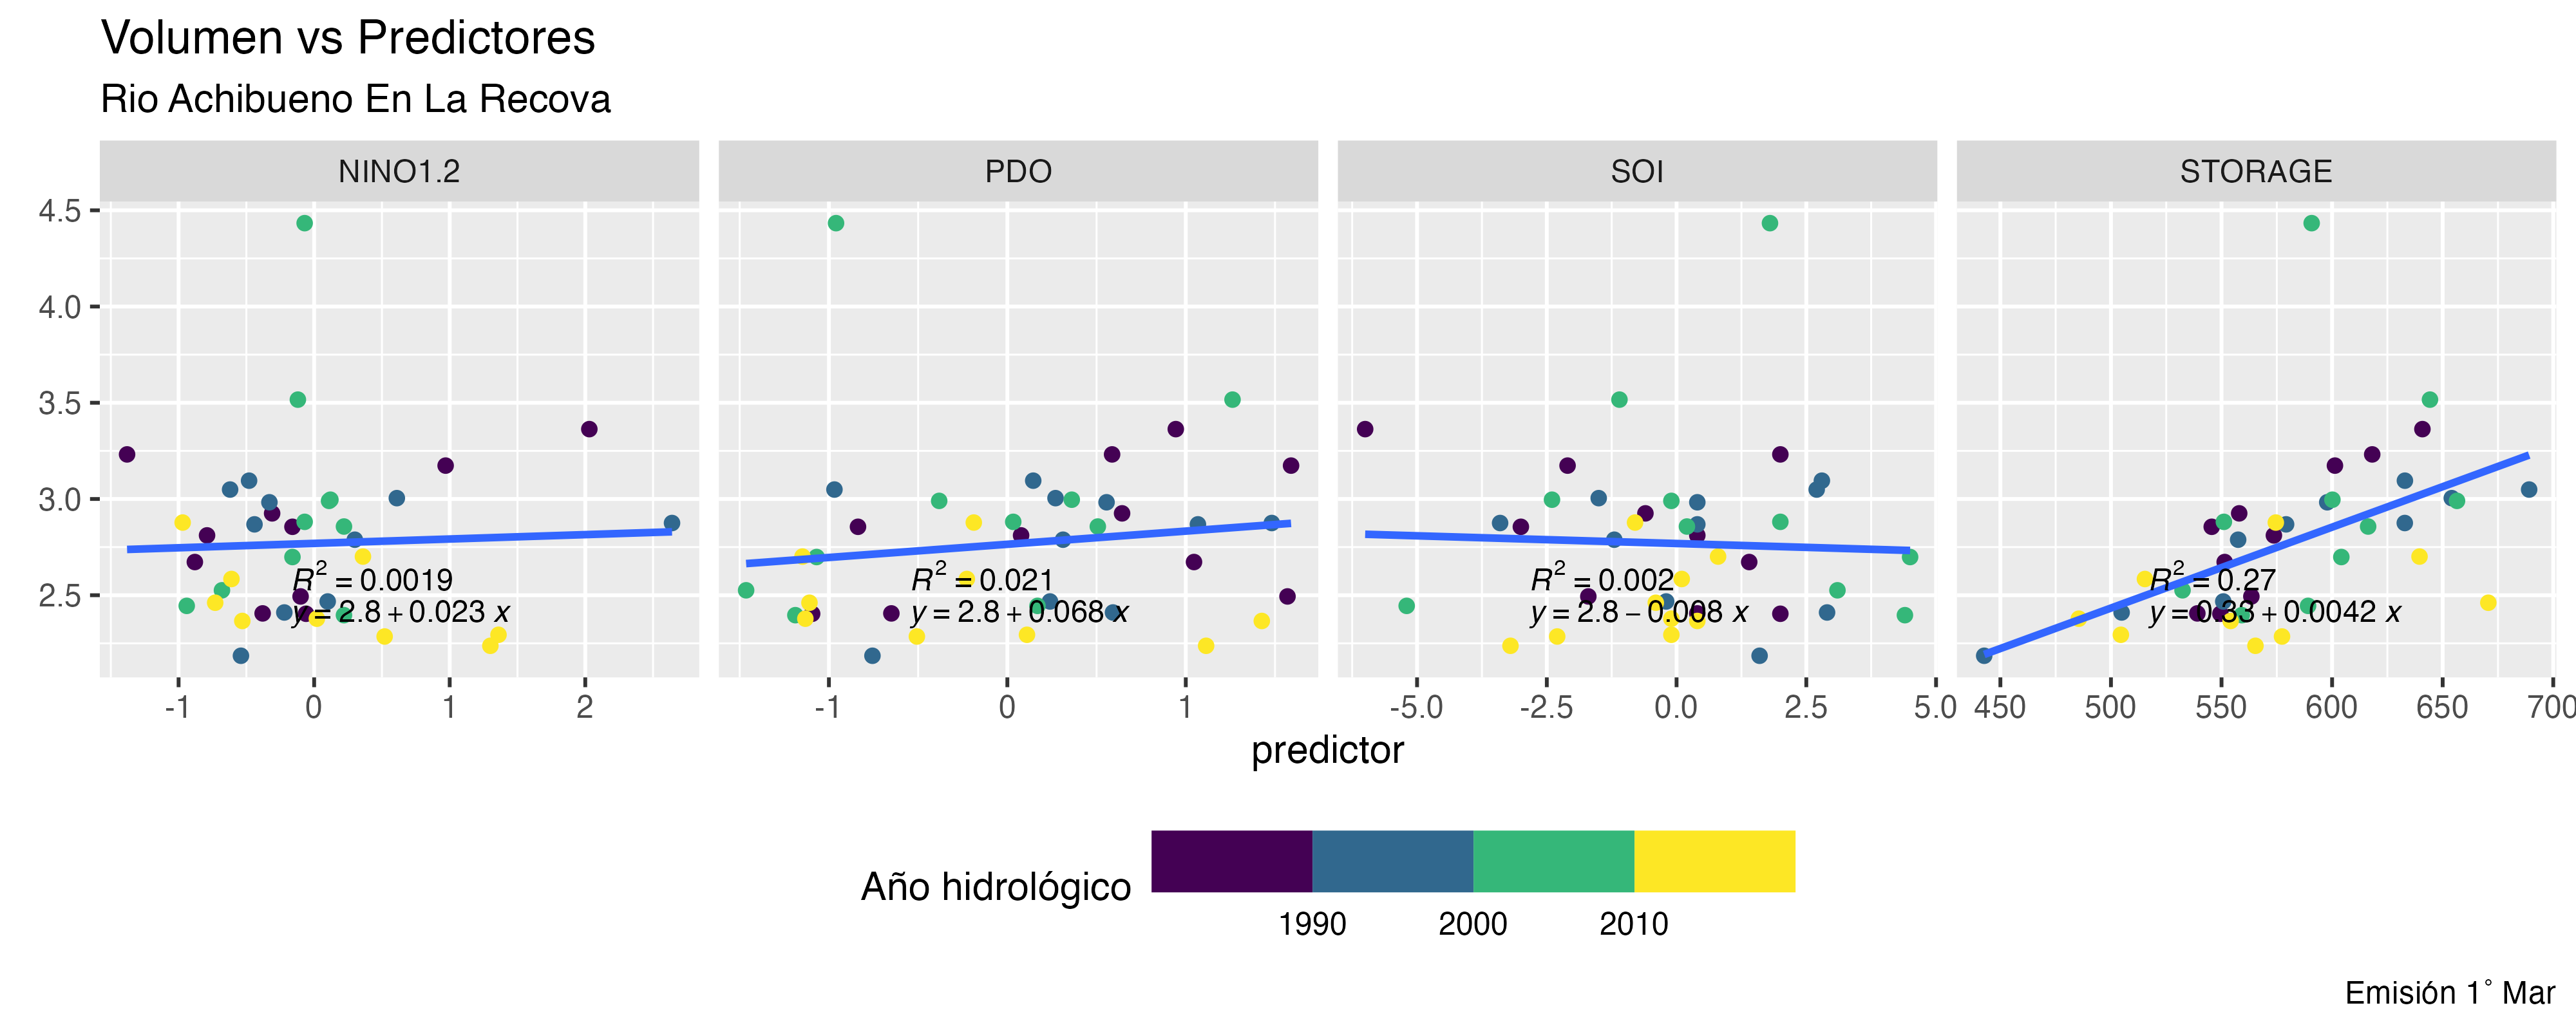 Volumen vs Predictores
Rio Achibueno En La Recova
NINO1.2 PDO SOI STORAGE
4.5
4.0
3.5
3.0
2.5
R² = 0.0019 R² = 0.021 R² = 0.002 R² = 0.27
y = 2.8 + 0.023 x y = 2.8 + 0.068 x y = 2.8 − 0.008 x y = 0.33 + 0.0042 x
-1 0 1 2 -1 0 1 -5.0 -2.5 0.0 2.5 5.0 450 500 550 600 650 700
predictor
Año hidrológico
1990 2000 2010
Emisión 1° Mar